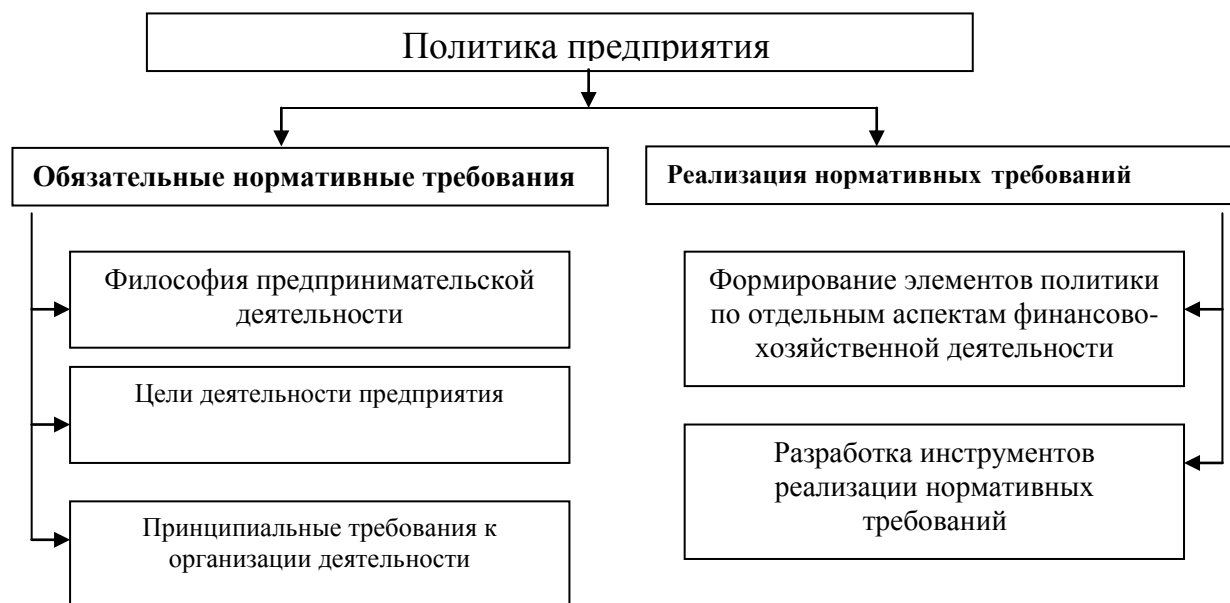 Политика предприятия
Обязательные нормативные требования
Философия предпринимательской
деятельности
Цели деятельности предприятия
Принципиальные требования к
организации деятельности
Реализация нормативных требований
Формирование элементов политики
по отдельным аспектам финансово-
хозяйственной деятельности
Разработка инструментов
реализации нормативных
требований